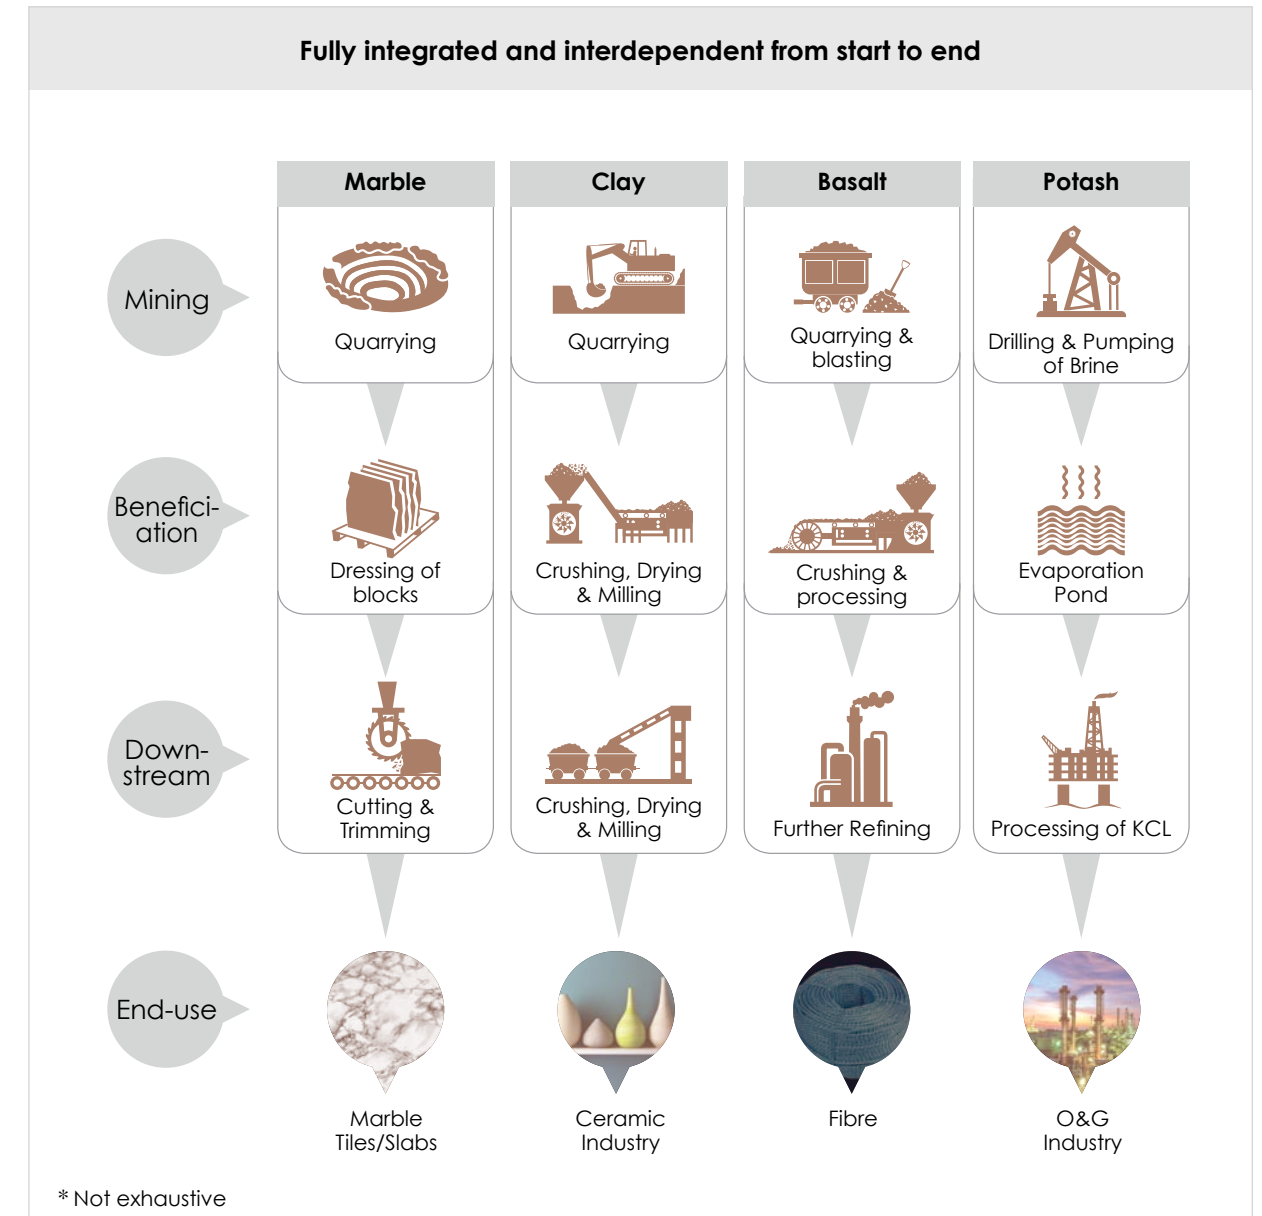 Fully integrated and interdependent from start to end
Marble
Clay
Basalt
Potash
Mining
Quarrying
Quarrying
Quarrying &
blasting
Drilling & Pumping
of Brine
Benefici-
ation
Dressing of
blocks
Crushing, Drying
& Milling
Crushing &
processing
Evaporation
Pond
Down-
stream
Cutting &
Trimming
Crushing, Drying
& Milling
Further Refining
Processing of KCL
End-use
Marble
Tiles/Slabs
Ceramic
Industry
Fibre
O&G
Industry
* Not exhaustive